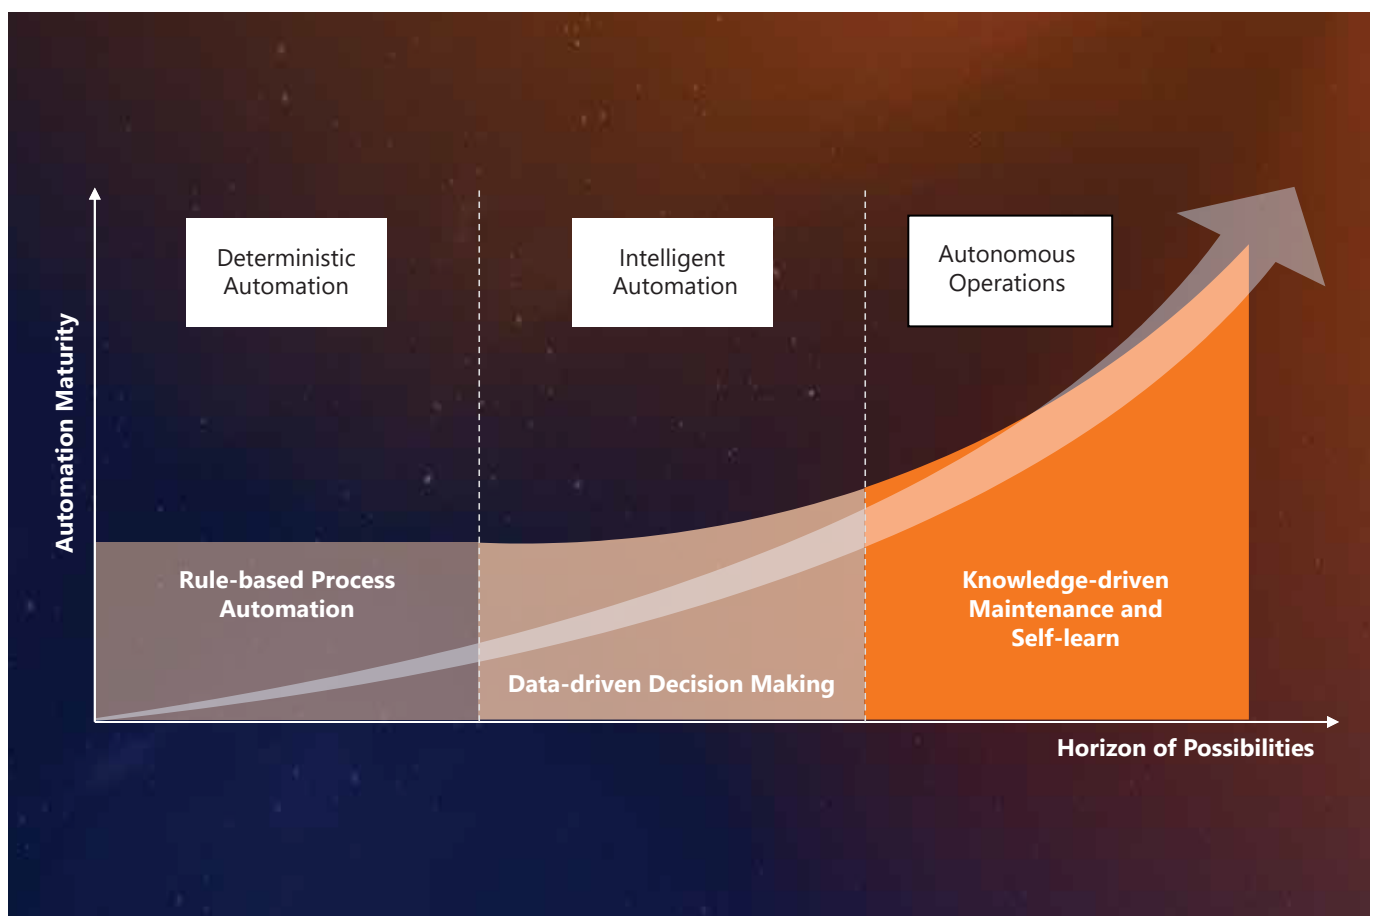 Deterministic
Automation
Intelligent
Automation
Autonomous
Operations
Automation Maturity
Rule-based Process
Automation
Data-driven Decision Making
Knowledge-driven
Maintenance and
Self-learn
Horizon of Possibilities